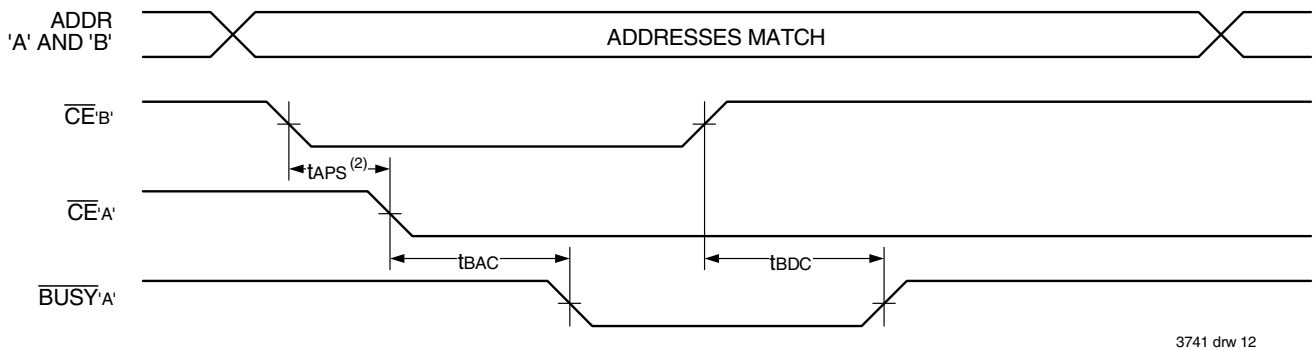 ADDR
'A' AND 'B'
ADDRESSES MATCH
CE'B'
tAPS (2)
CE'A'
tBAC
tBDC
BUSY'A'
3741 drw 12